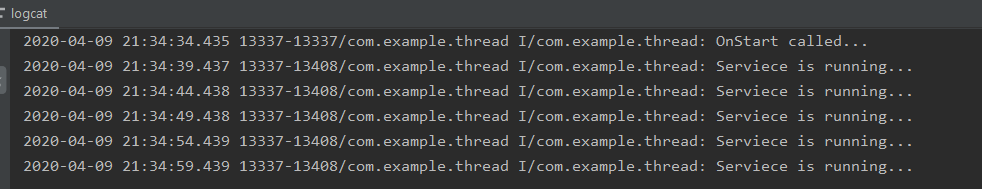 logcat
2020-04-09 21:34:34.435 13337-13337/com.example.thread I/com.example.thread: OnStart called...
2020-04-09 21:34:39.437 13337-13408/com.example.thread I/com.example.thread: Serviece is running...
2020-04-09 21:34:44.438 13337-13408/com.example.thread I/com.example.thread: Serviece is running...
2020-04-09 21:34:49.438 13337-13408/com.example.thread I/com.example.thread: Serviece is running...
2020-04-09 21:34:54.439 13337-13408/com.example.thread I/com.example.thread: Serviece is running...
2020-04-09 21:34:59.439 13337-13408/com.example.thread I/com.example.thread: Serviece is running...